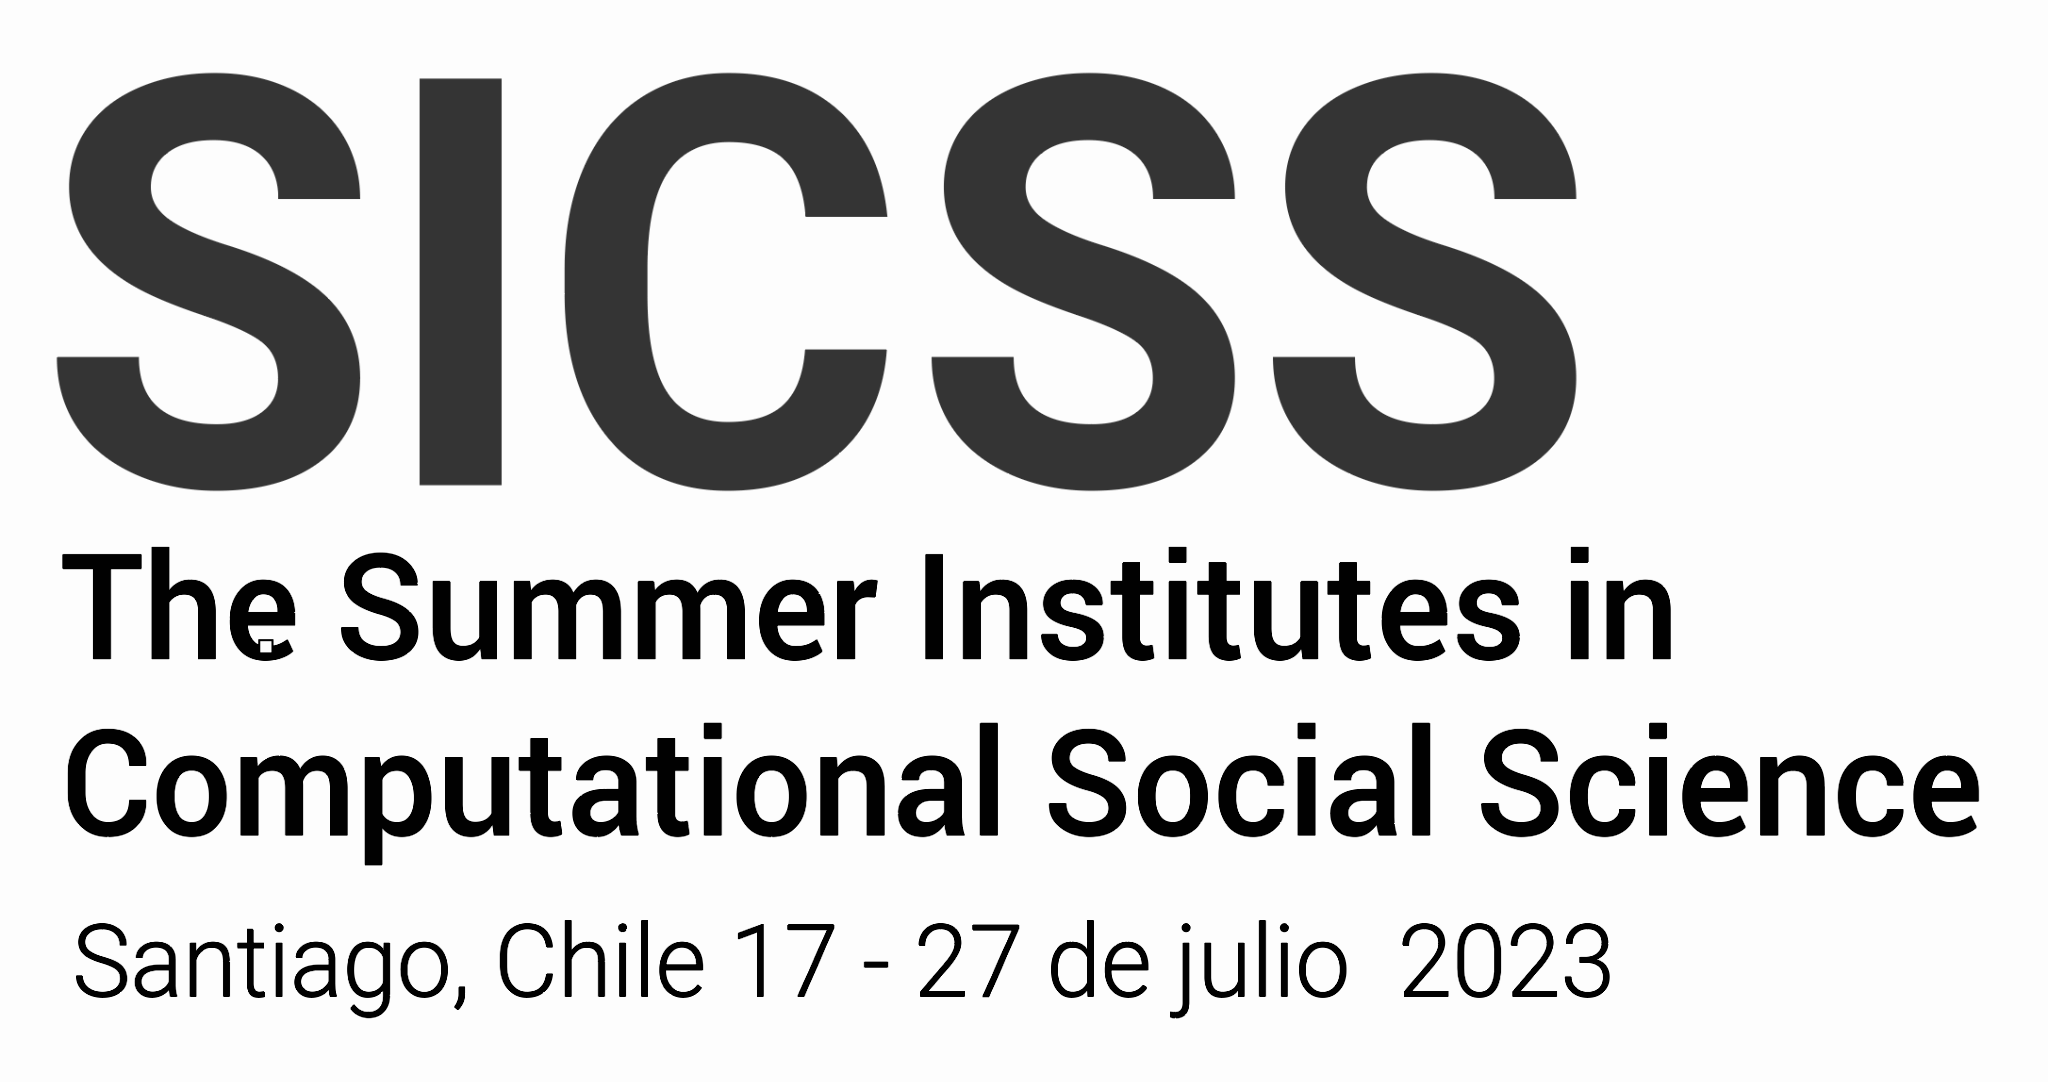 SICSS
The Summer Institutes in
Computational Social Science
Santiago, Chile 17 - 27 de julio  2023